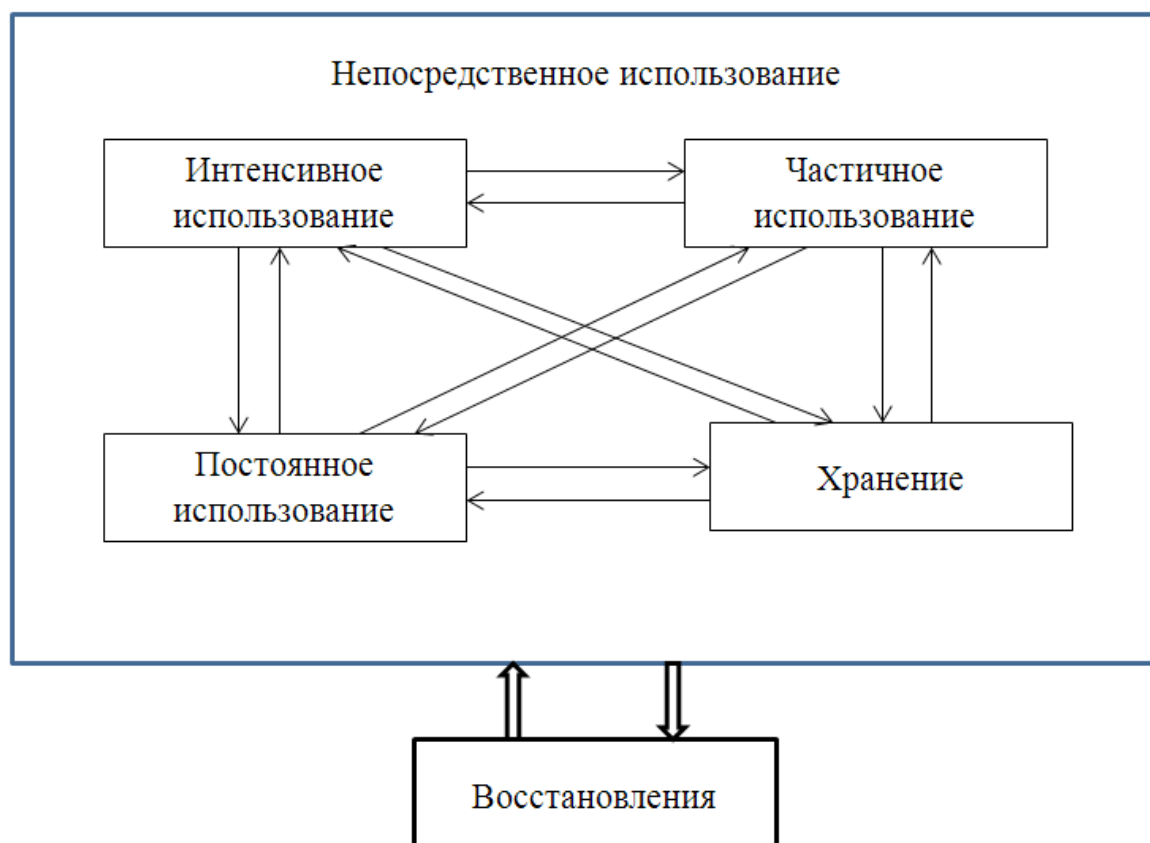 Непосредственное использование
Интенсивное
использование
Частичное
использование
Постоянное
использование
Хранение
Восстановления